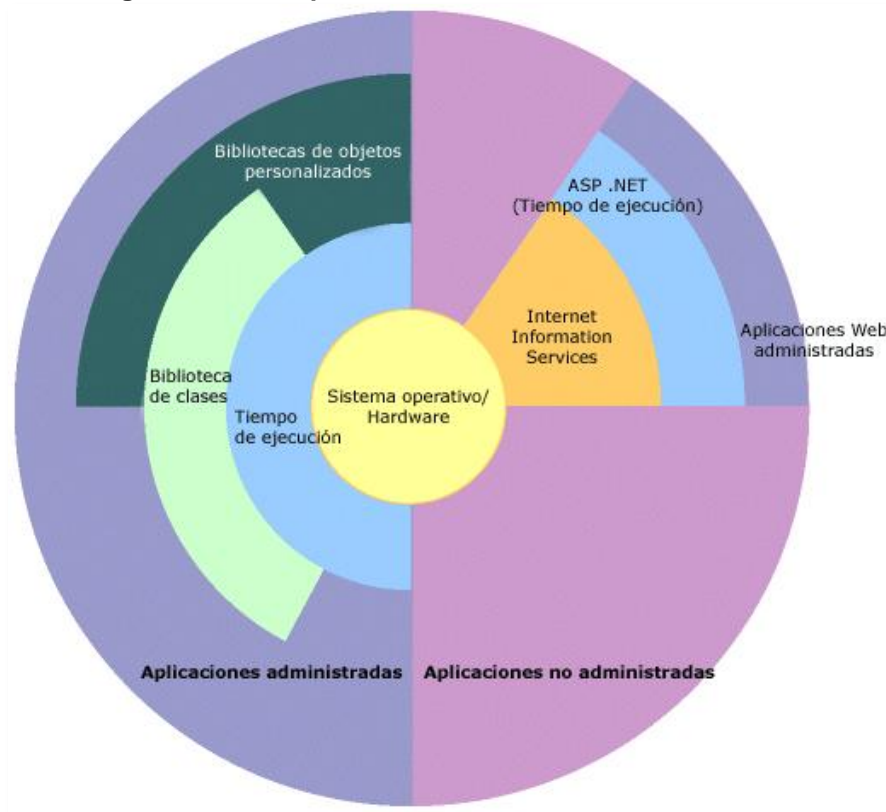 Bibliotecas de objetos
personalizados
ASP .NET
(Tiempo de ejecución)
Internet
Information
Services
Aplicaciones Web
administradas
Biblioteca
de clases
Tiempo
de ejecución
Sistema operativo/
Hardware
Aplicaciones administradas
Aplicaciones no administradas